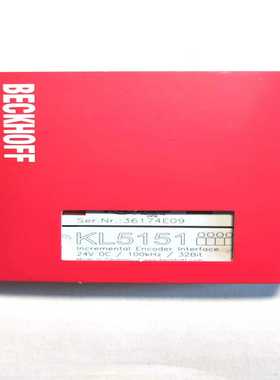 BECKHOFF
Ser.Nr.:36174E09
KL5151
Incremental Encoder Interface
24V DC / 100kHz / 32Bit